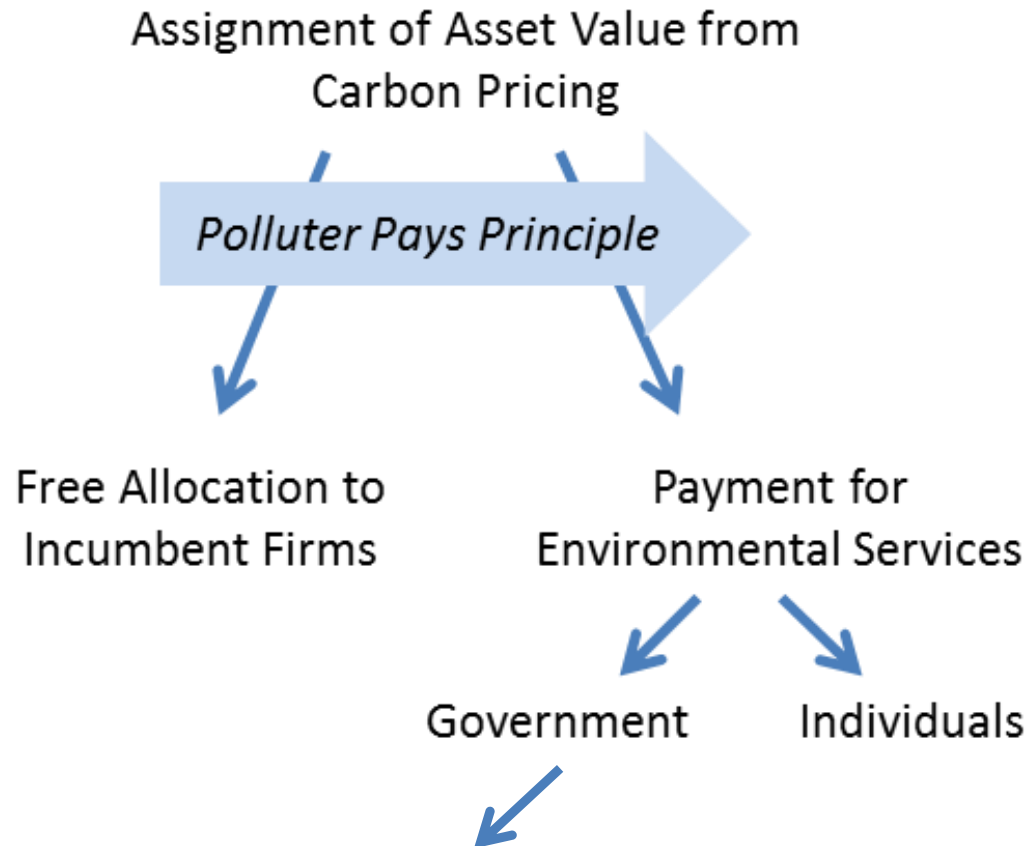 Assignment of Asset Value from
Carbon Pricing
Polluter Pays Principle
Free Allocation to
Incumbent Firms
Payment for
Environmental Services
Government
Individuals